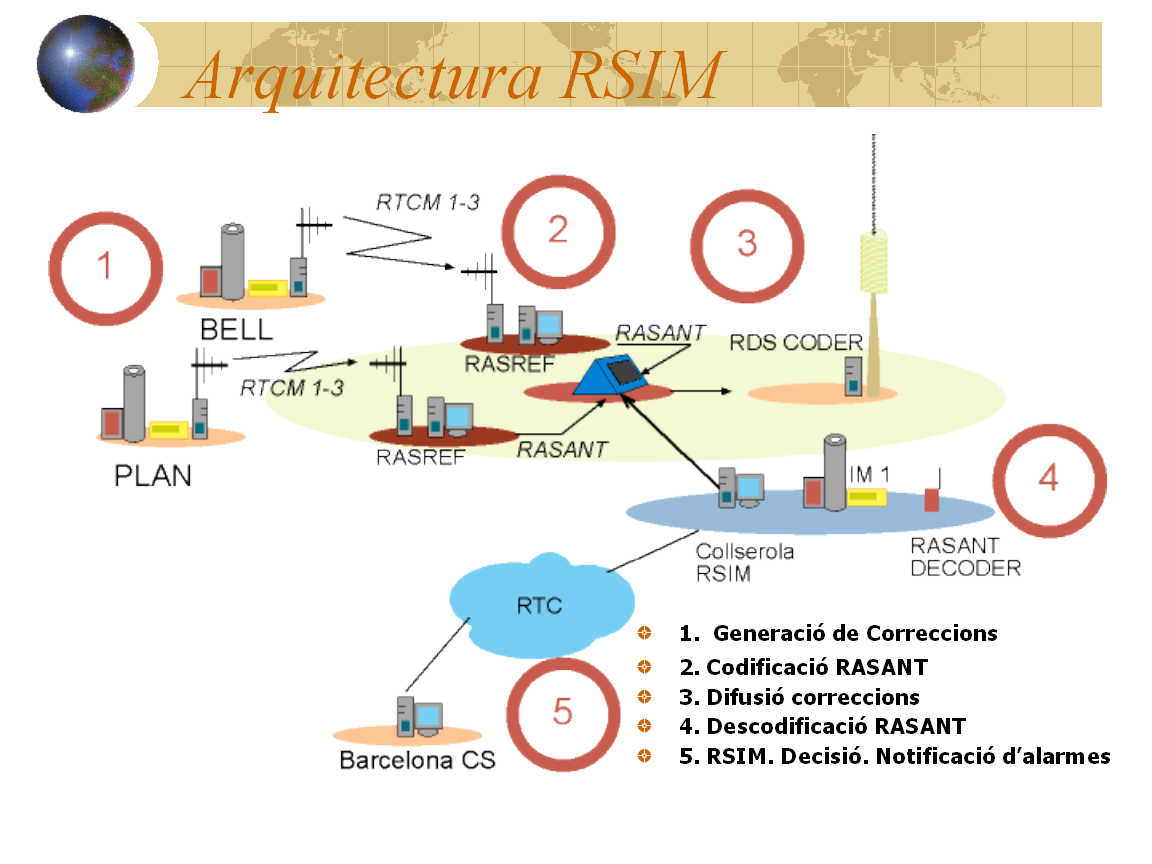 Arquitectura RSIM
RTCM 1-3
1
2
3
BELL
RASANT
RDS CODER
RASREF
RTCM 1-3
RASREF
RASANT
PLAN
IM 1
4
Collserola
RSIM
RASANT
DECODER
RTC
1. Generació de Correccions
2. Codificació RASANT
3. Difusió correccions
4. Descodificació RASANT
5. RSIM. Decisió. Notificació d’alarmes
5
Barcelona CS